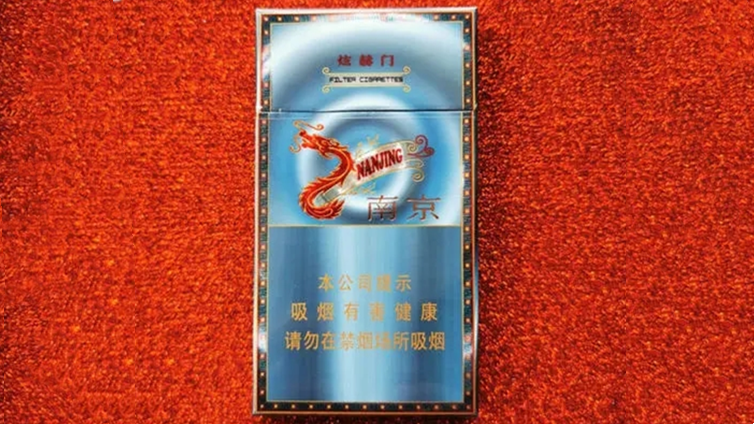 炫赫门
FILTER CIGARETTES
NANJING
南京
本公司提示
吸烟有害健康
请勿在禁烟场所吸烟